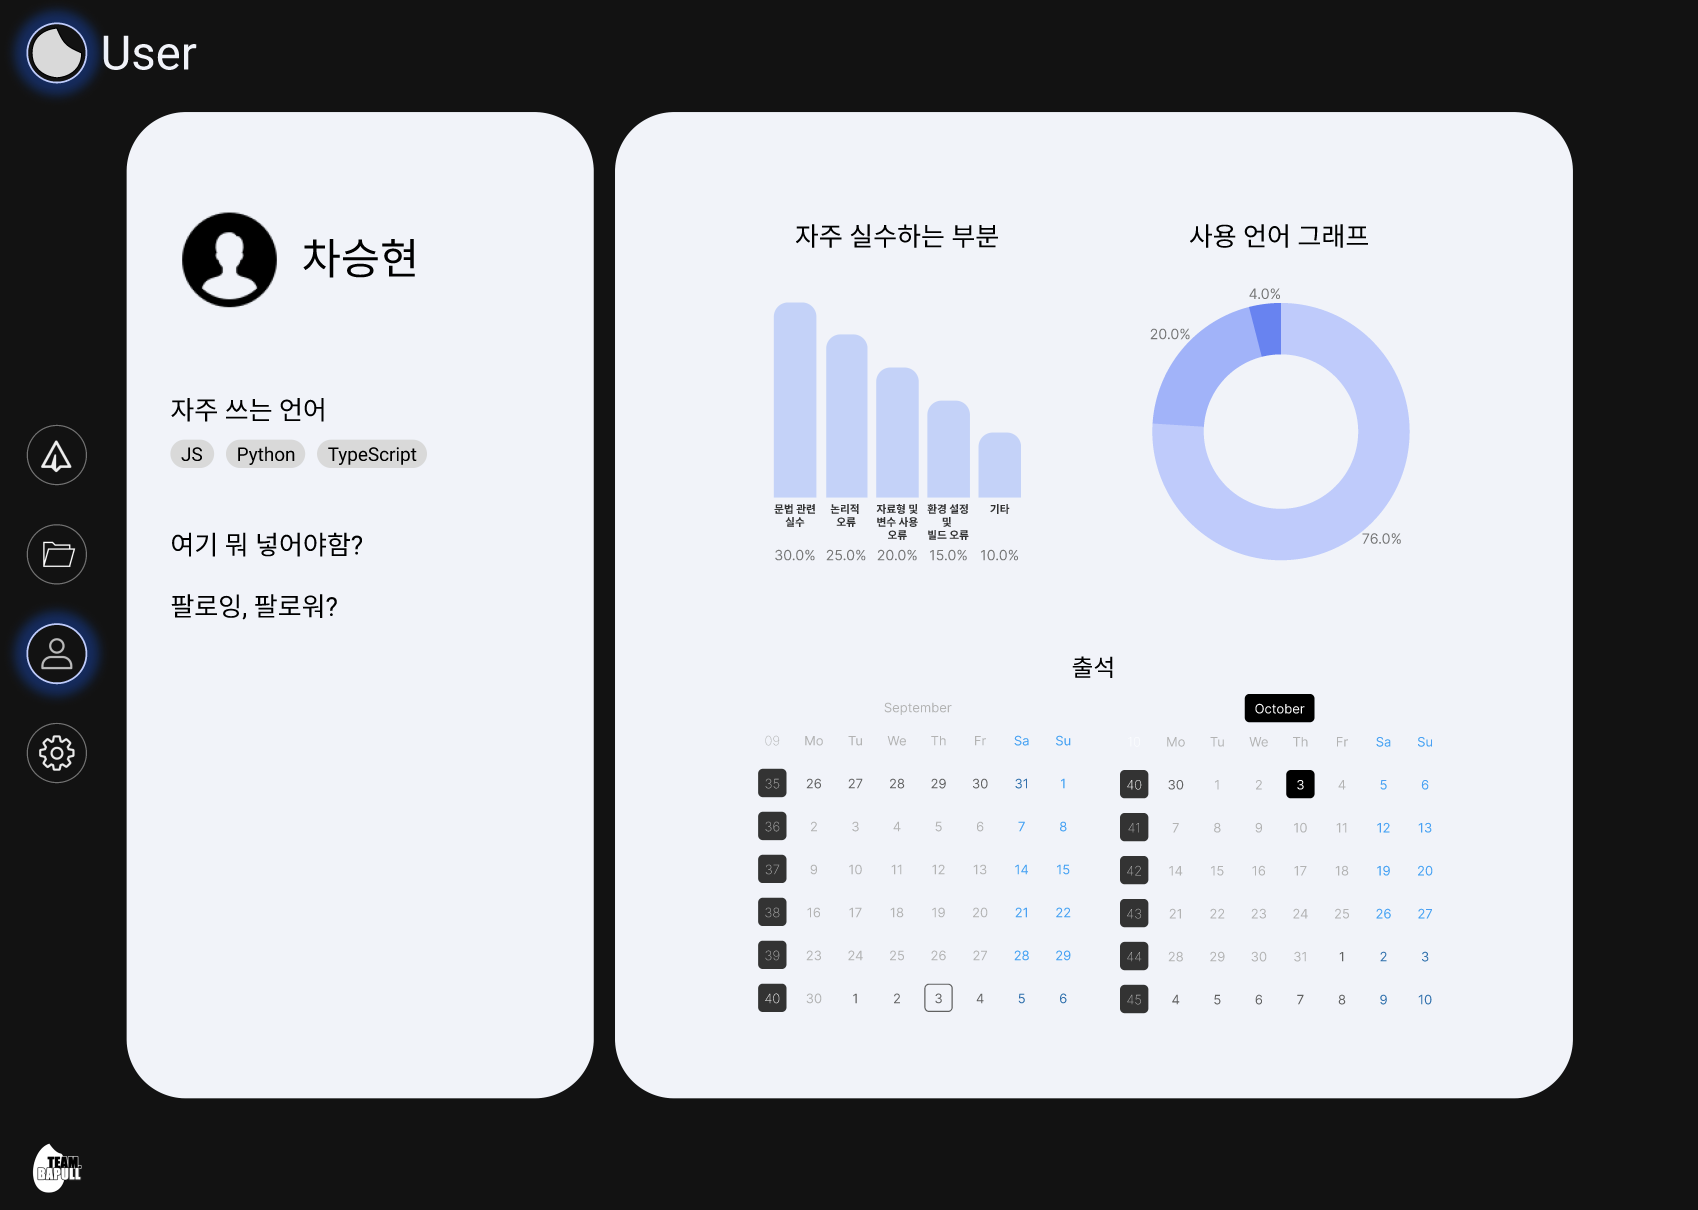 User
차승현
자주 쓰는 언어
JS Python TypeScript
여기 뭐 넣어야함?
팔로잉, 팔로워?
자주 실수하는 부분
문법 관련
실수
30.0%
논리적
오류
25.0%
자료형 및
변수 사용
오류
20.0%
환경 설정
및
빌드 오류
15.0%
기타
10.0%
사용 언어 그래프
4.0%
20.0%
76.0%
출석
September
09 Mo Tu We Th Fr Sa Su
35 26 27 28 29 30 31 1
36 2 3 4 5 6 7 8
37 9 10 11 12 13 14 15
38 16 17 18 19 20 21 22
39 23 24 25 26 27 28 29
40 30 1 2 3 4 5 6
October
10 Mo Tu We Th Fr Sa Su
40 30 1 2 3 4 5 6
41 7 8 9 10 11 12 13
42 14 15 16 17 18 19 20
43 21 22 23 24 25 26 27
44 28 29 30 31 1 2 3
45 4 5 6 7 8 9 10
TEAM.
BAPULL